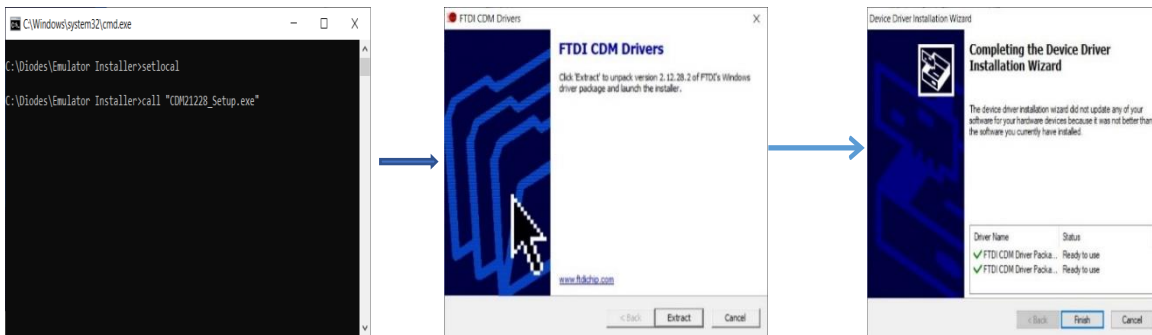 C:\Windows\system32\cmd.exe
C:\Diodes\Emulator Installer>setlocal
C:\Diodes\Emulator Installer>call "CDM21228_Setup.exe"
FTDI CDM Drivers
FTDI CDM Drivers
Click 'Extract' to unpack version 2.12.28.2 of FTDI's Windows
driver package and launch the installer.
www.ftdichip.com
< Back
Extract
Cancel
Device Driver Installation Wizard
Completing the Device Driver
Installation Wizard
The device driver installation wizard did not update any of your
software for your hardware devices because it was not better than
the software you currently have installed.
Driver Name Status
FTDI CDM Driver Packa... Ready to use
FTDI CDM Driver Packa... Ready to use
< Back
Finish
Cancel